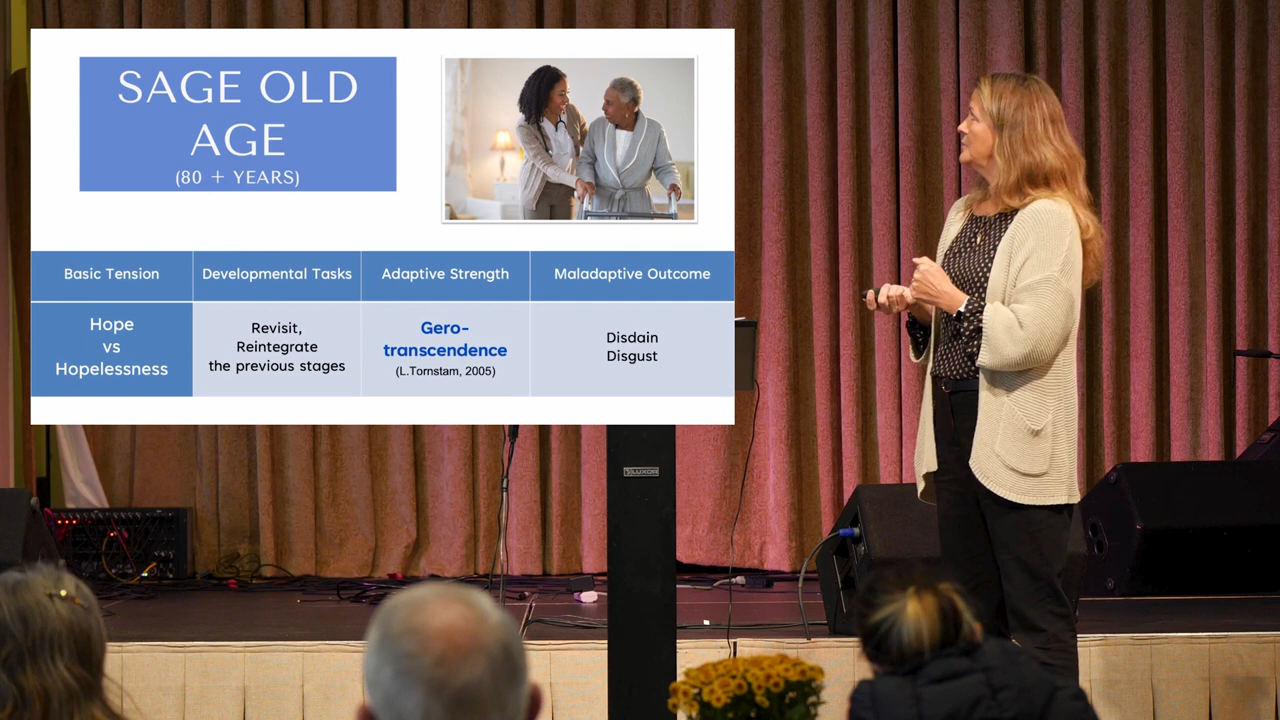 SAGE OLD
AGE
(80 + YEARS)
Basic Tension
Developmental Tasks
Adaptive Strength
Maladaptive Outcome
Hope
vs
Hopelessness
Revisit,
Reintegrate
the previous stages
Gero-
transcendence
(L.Tornstam, 2005)
Disdain
Disgust
LUXOR